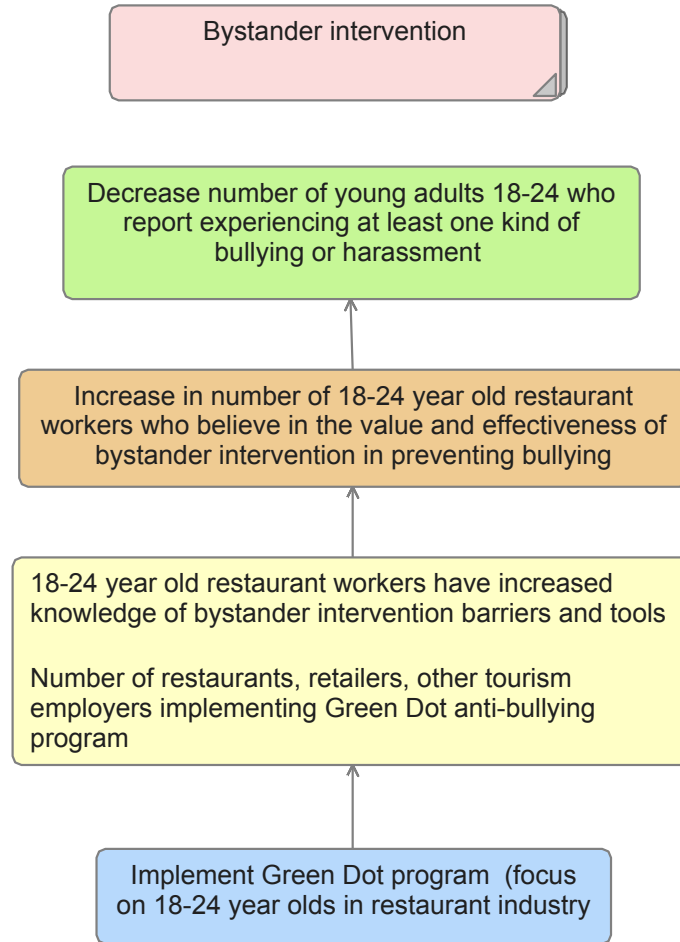 Bystander intervention
Decrease number of young adults 18-24 who
report experiencing at least one kind of
bullying or harassment
Increase in number of 18-24 year old restaurant
workers who believe in the value and effectiveness of
bystander intervention in preventing bullying
18-24 year old restaurant workers have increased
knowledge of bystander intervention barriers and tools
Number of restaurants, retailers, other tourism
employers implementing Green Dot anti-bullying
program
Implement Green Dot program  (focus
on 18-24 year olds in restaurant industry